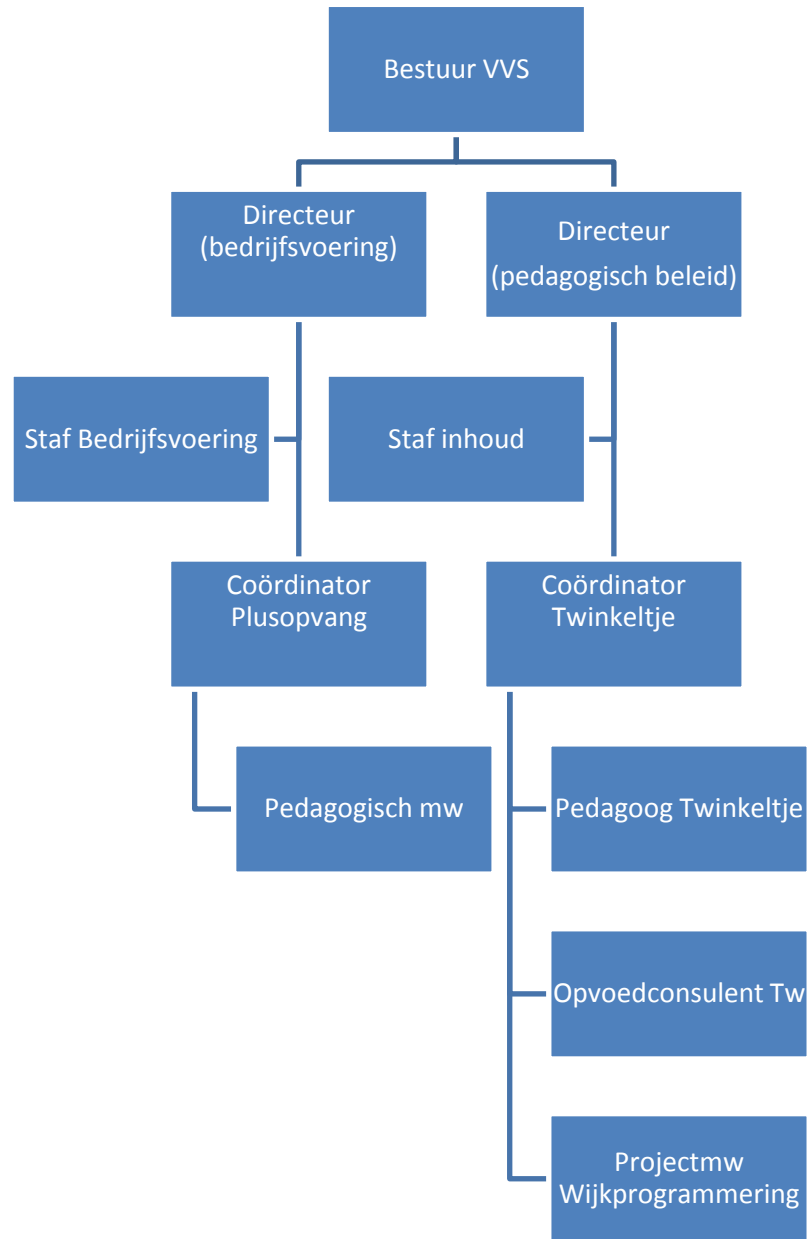 Bestuur VVS
Directeur
(bedrijfsvoering)
Directeur
(pedagogisch beleid)
Staf Bedrijfsvoering
Staf inhoud
Coördinator
Plusopvang
Coördinator
Twinkeltje
Pedagogisch mw
Pedagoog Twinkeltje
Opvoedconsulent Tw
Projectmw
Wijkprogrammering